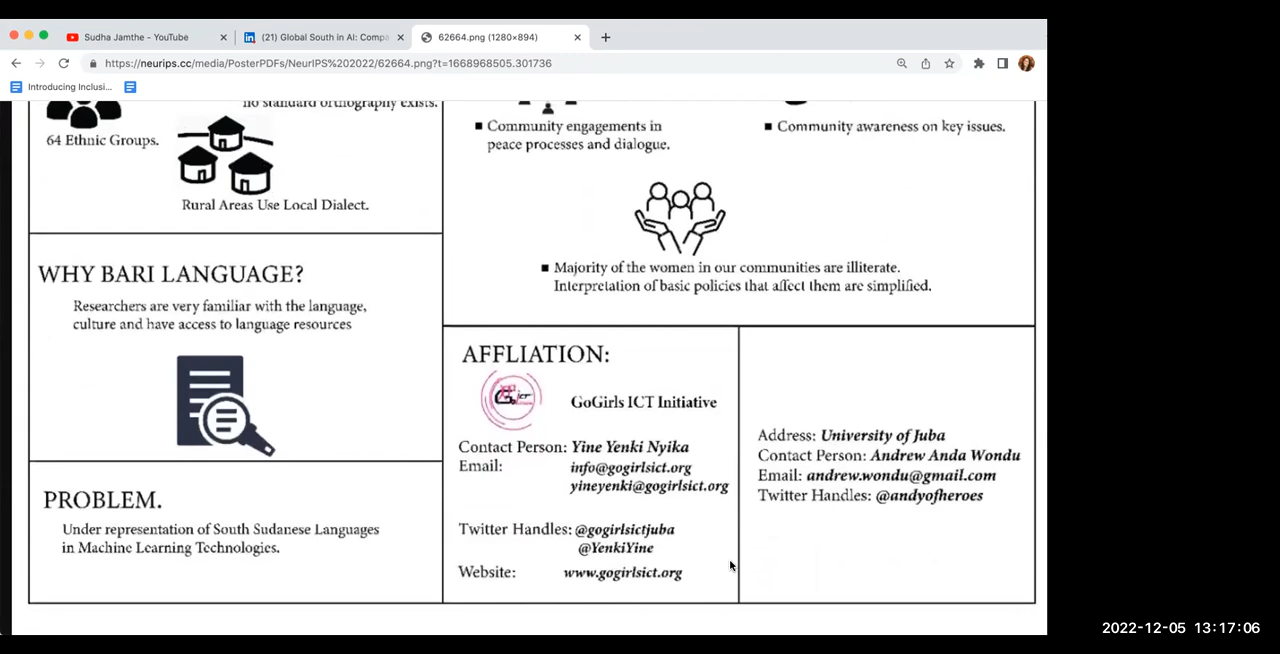 Sudha Jamthe - YouTube
(21) Global South in AI: Compa
62664.png (1280×894)
https://neurips.cc/media/PosterPDFs/NeurIPS%202022/62664.png?t=1668968505.301736
Introducing Inclusi...
no standard orthography exists.
64 Ethnic Groups.
Rural Areas Use Local Dialect.
WHY BARI LANGUAGE?
Researchers are very familiar with the language,
culture and have access to language resources
PROBLEM.
Under representation of South Sudanese Languages
in Machine Learning Technologies.
■ Community engagements in
peace processes and dialogue.
■ Community awareness on key issues.
■ Majority of the women in our communities are illiterate.
Interpretation of basic policies that affect them are simplified.
AFFLIATION:
GoGirls ICT Initiative
Contact Person: Yine Yenki Nyika
Email: info@gogirlsict.org
yineyenki@gogirlsict.org
Twitter Handles: @gogirlsictjuba
@YenkiYine
Website: www.gogirlsict.org
Address: University of Juba
Contact Person: Andrew Anda Wondu
Email: andrew.wondu@gmail.com
Twitter Handles: @andyofheroes
2022-12-05 13:17:06